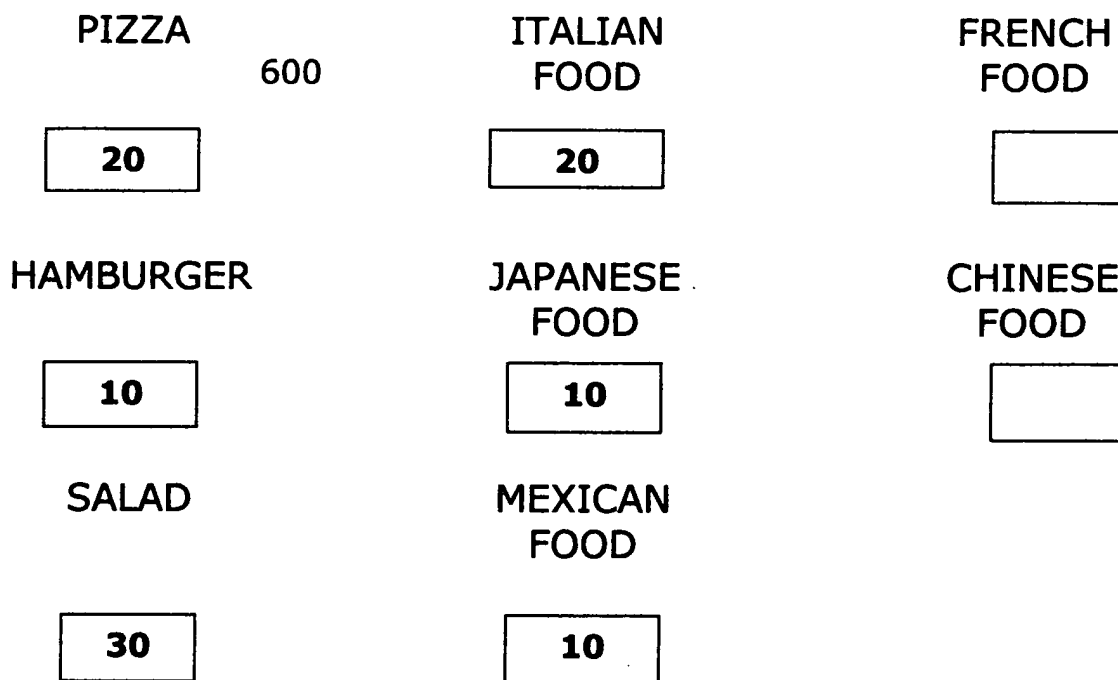 PIZZA
600
ITALIAN
FOOD
FRENCH
FOOD
20
20
HAMBURGER
JAPANESE
FOOD
CHINESE
FOOD
10
10
SALAD
MEXICAN
FOOD
30
10